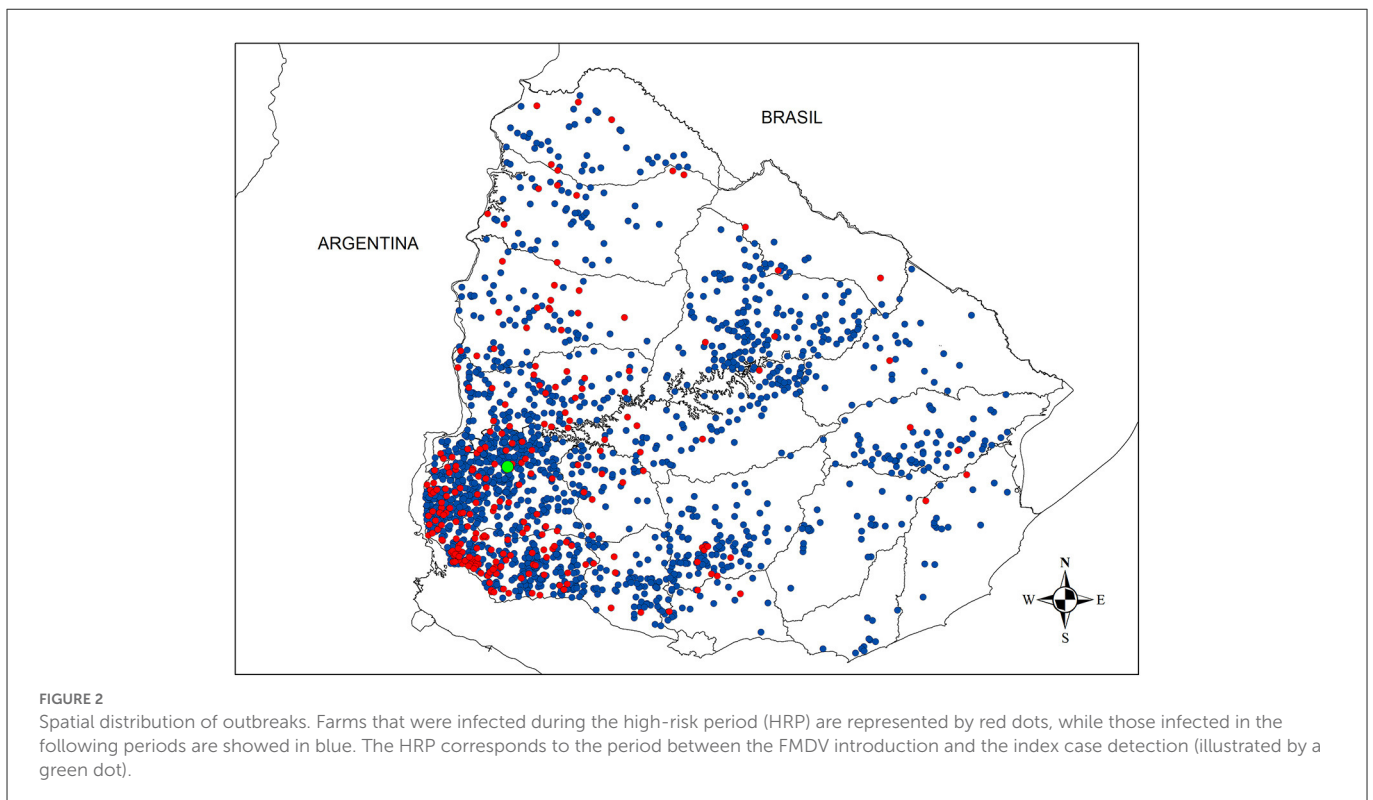 BRASIL
ARGENTINA
N
W E
S
FIGURE 2
Spatial distribution of outbreaks. Farms that were infected during the high-risk period (HRP) are represented by red dots, while those infected in the
following periods are showed in blue. The HRP corresponds to the period between the FMDV introduction and the index case detection (illustrated by a
green dot).